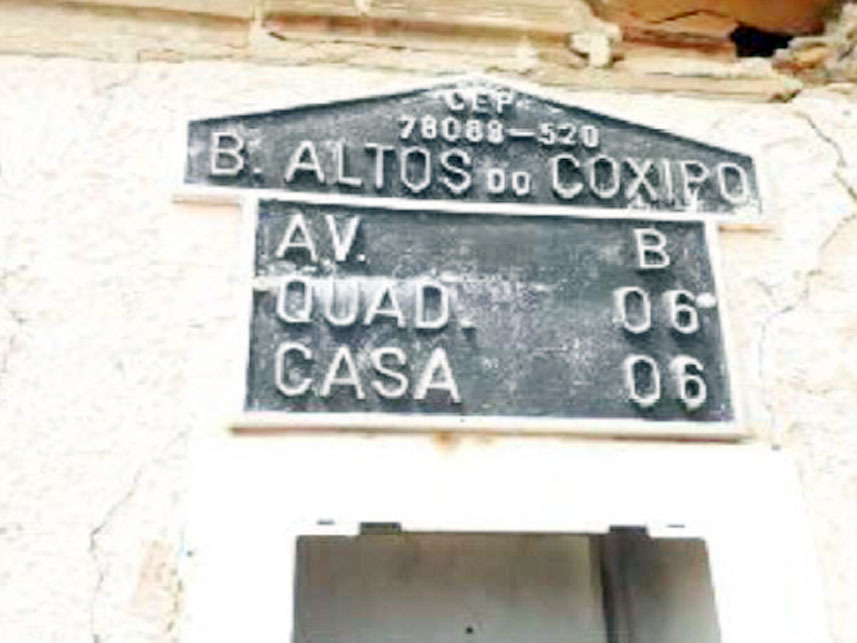 CEP
78088-520
B. ALTOS DO COXIPO
AV. B
QUAD. 06
CASA 06